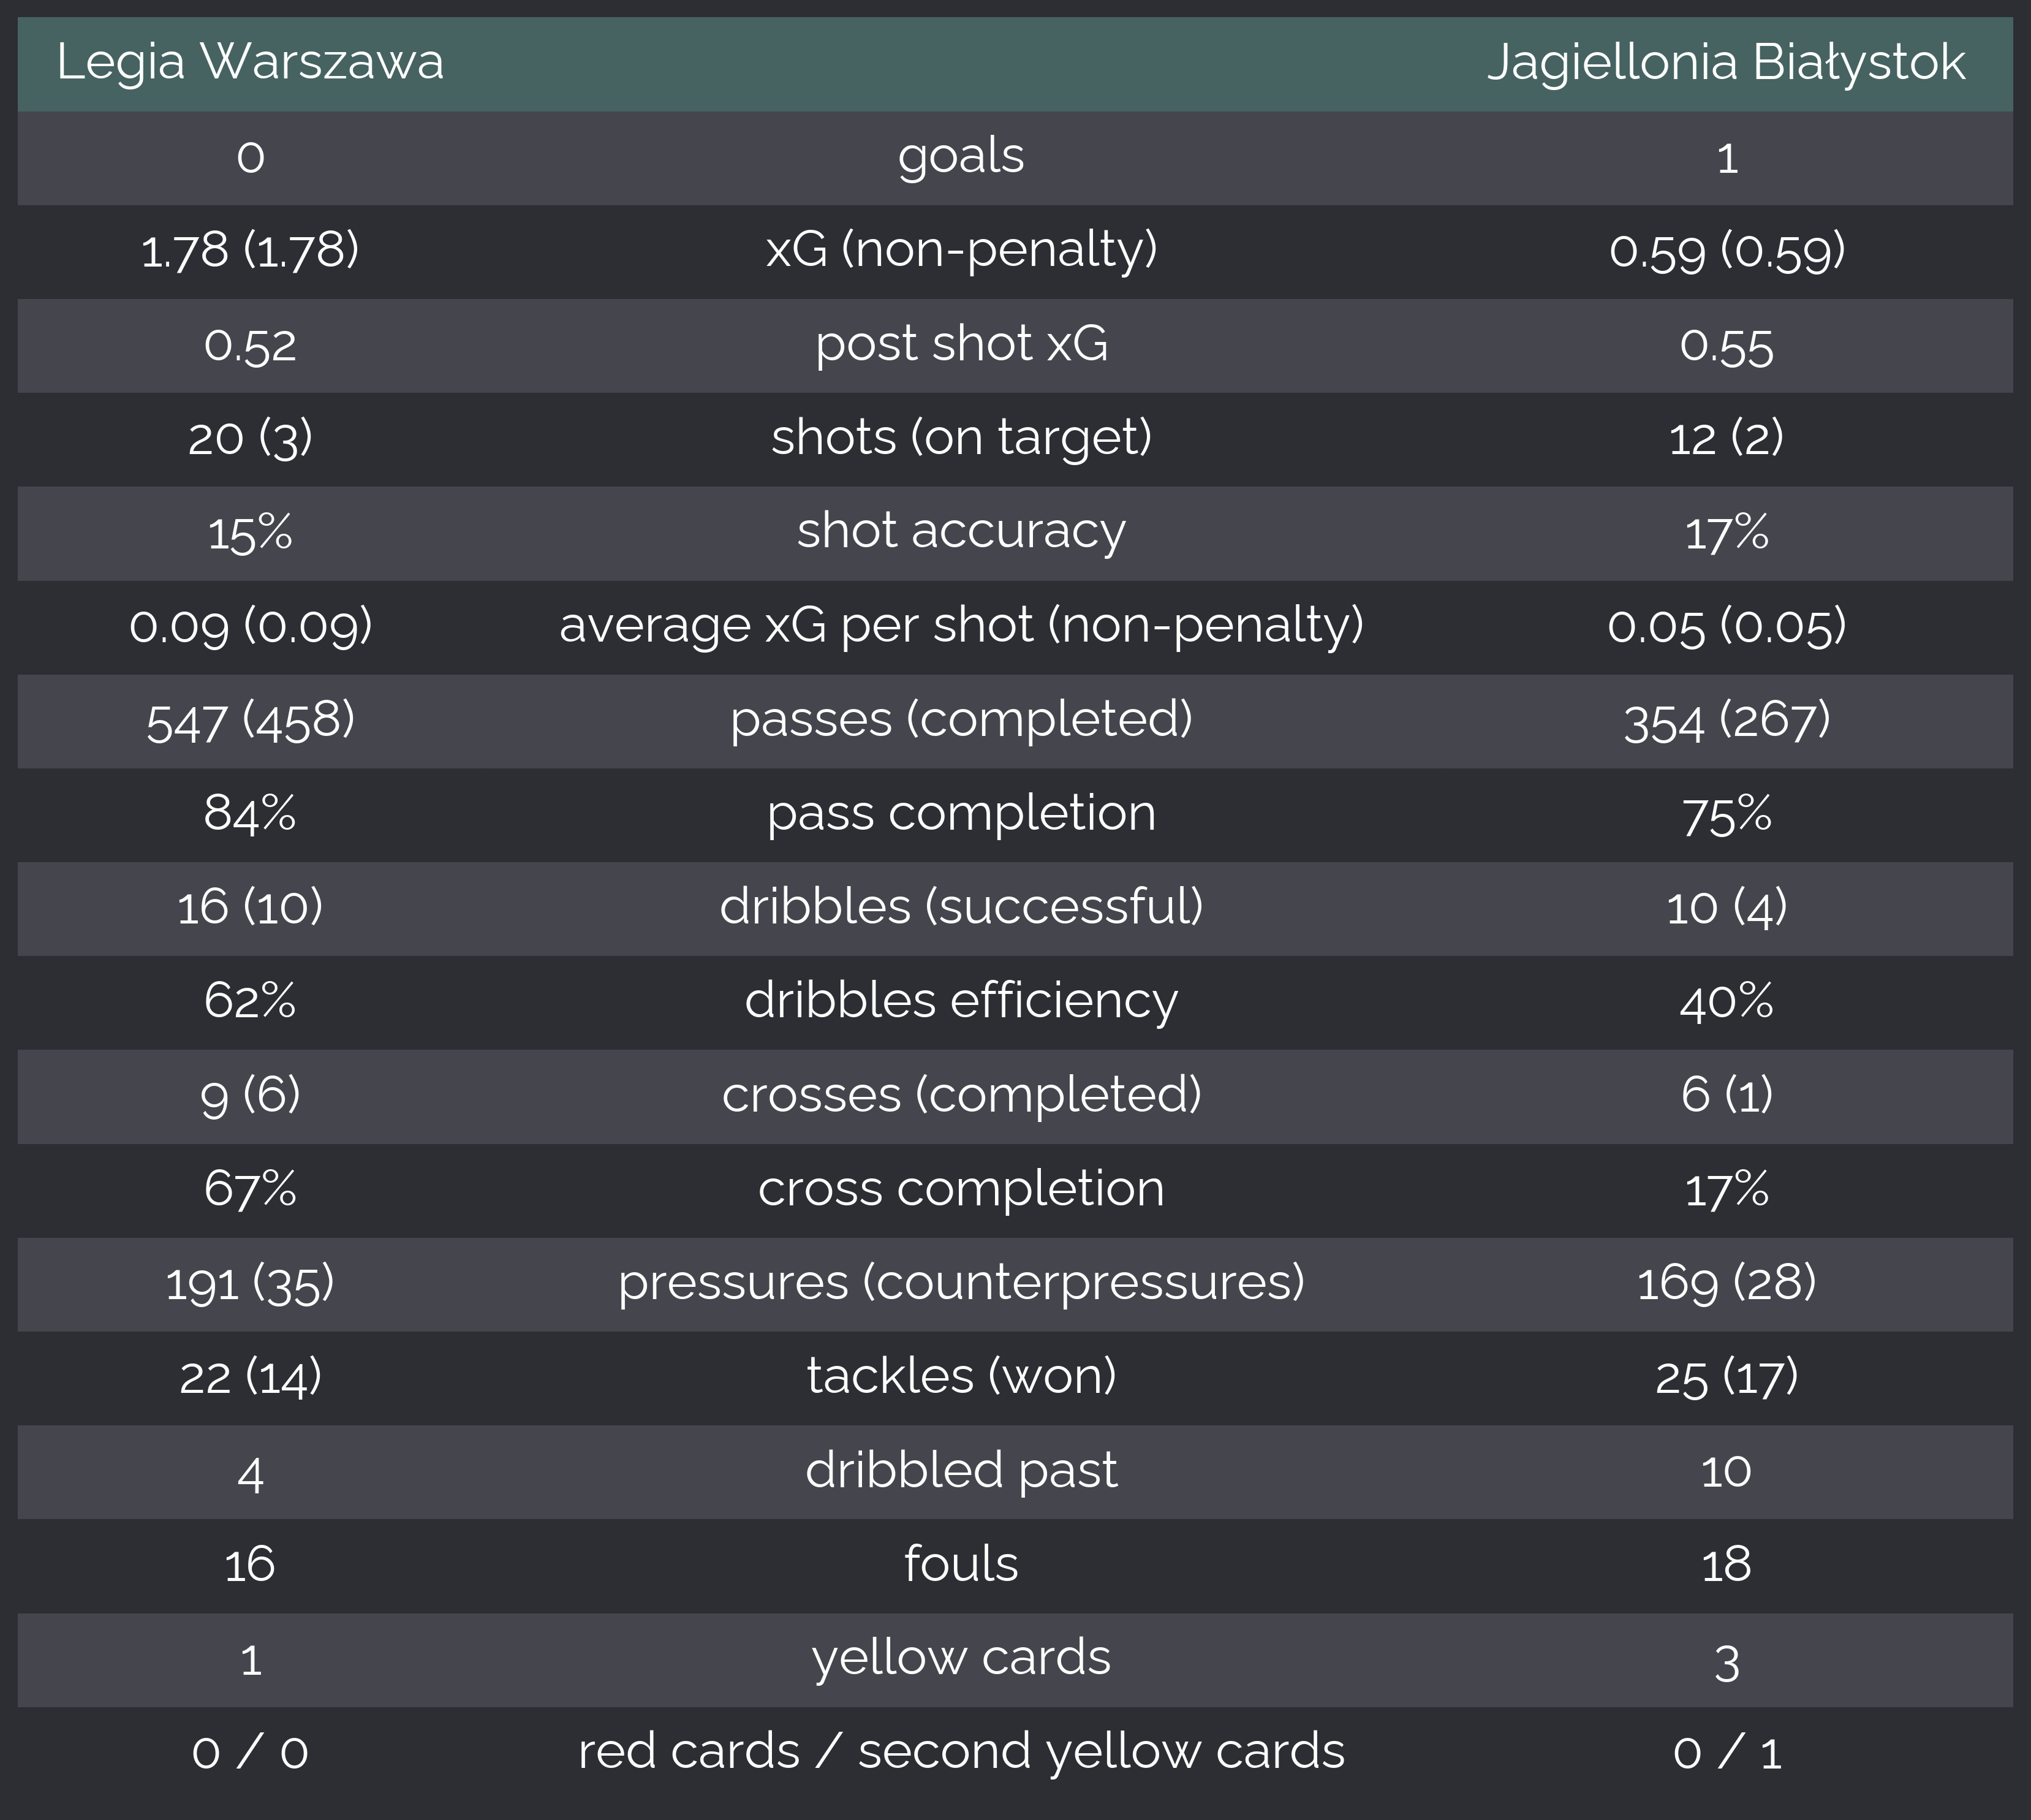 Legia Warszawa Jagiellonia Białystok
0 goals 1
1.78 (1.78) xG (non-penalty) 0.59 (0.59)
0.52 post shot xG 0.55
20 (3) shots (on target) 12 (2)
15% shot accuracy 17%
0.09 (0.09) average xG per shot (non-penalty) 0.05 (0.05)
547 (458) passes (completed) 354 (267)
84% pass completion 75%
16 (10) dribbles (successful) 10 (4)
62% dribbles efficiency 40%
9 (6) crosses (completed) 6 (1)
67% cross completion 17%
191 (35) pressures (counterpressures) 169 (28)
22 (14) tackles (won) 25 (17)
4 dribbled past 10
16 fouls 18
1 yellow cards 3
0 / 0 red cards / second yellow cards 0 / 1